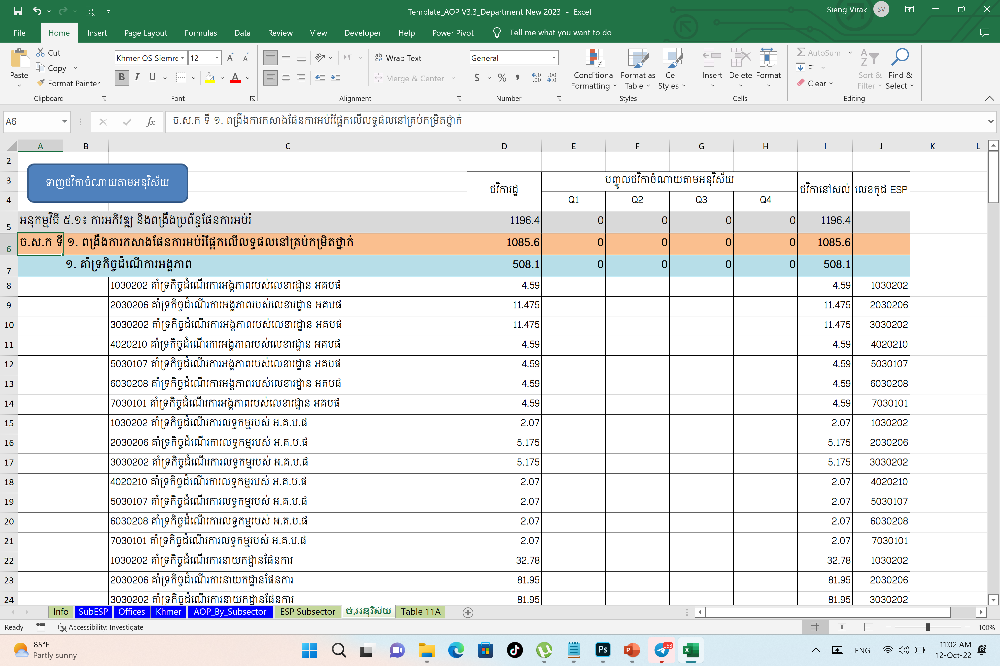 Template_AOP V3.3_Department New 2023 - Excel
Sieng Virak SV
File Home Insert Page Layout Formulas Data Review View Developer Help Power Pivot Tell me what you want to do
Paste
Cut
Copy
Format Painter
Clipboard
Khmer OS Siemre 12
B I U A
Font
Wrap Text
Merge & Center
Alignment
General
$ % ,
Number
Conditional Formatting
Format as Table
Cell Styles
Styles
Insert Delete Format
Cells
AutoSum
Fill
Clear
Sort & Filter
Find & Select
Editing
A6 fx ច.ស.ក ទី ១. ពង្រឹងការកសាងផែនការអប់រំផ្អែកលើលទ្ធផលនៅគ្រប់កម្រិតថ្នាក់
A B C D E F G H I J K L
2
ទាញថវិកាចំណាយតាមអនុវិស័យ
3 ថវិការដ្ឋ បញ្ចូលថវិកាចំណាយតាមអនុវិស័យ ថវិកានៅសល់ លេខកូដ ESP
4 Q1 Q2 Q3 Q4
5 អនុកម្មវិធី ៥.១៖ ការអភិវឌ្ឍ និងពង្រឹងប្រព័ន្ធផែនការអប់រំ 1196.4 0 0 0 0 1196.4
6 ច.ស.ក ទី ១. ពង្រឹងការកសាងផែនការអប់រំផ្អែកលើលទ្ធផលនៅគ្រប់កម្រិតថ្នាក់ 1085.6 0 0 0 0 1085.6
7 ១. គាំទ្រកិច្ចដំណើការអង្គភាព 508.1 0 0 0 0 508.1
8 1030202 គាំទ្រកិច្ចដំណើរការអង្គភាពរបស់លេខារដ្ឋាន អគបផ 4.59 4.59 1030202
9 2030206 គាំទ្រកិច្ចដំណើរការអង្គភាពរបស់លេខារដ្ឋាន អគបផ 11.475 11.475 2030206
10 3030202 គាំទ្រកិច្ចដំណើរការអង្គភាពរបស់លេខារដ្ឋាន អគបផ 11.475 11.475 3030202
11 4020210 គាំទ្រកិច្ចដំណើរការអង្គភាពរបស់លេខារដ្ឋាន អគបផ 4.59 4.59 4020210
12 5030107 គាំទ្រកិច្ចដំណើរការអង្គភាពរបស់លេខារដ្ឋាន អគបផ 4.59 4.59 5030107
13 6030208 គាំទ្រកិច្ចដំណើរការអង្គភាពរបស់លេខារដ្ឋាន អគបផ 4.59 4.59 6030208
14 7030101 គាំទ្រកិច្ចដំណើរការអង្គភាពរបស់លេខារដ្ឋាន អគបផ 4.59 4.59 7030101
15 1030202 គាំទ្រកិច្ចដំណើរការលទ្ធកម្មរបស់ អ.គ.ប.ផ 2.07 2.07 1030202
16 2030206 គាំទ្រកិច្ចដំណើរការលទ្ធកម្មរបស់ អ.គ.ប.ផ 5.175 5.175 2030206
17 3030202 គាំទ្រកិច្ចដំណើរការលទ្ធកម្មរបស់ អ.គ.ប.ផ 5.175 5.175 3030202
18 4020210 គាំទ្រកិច្ចដំណើរការលទ្ធកម្មរបស់ អ.គ.ប.ផ 2.07 2.07 4020210
19 5030107 គាំទ្រកិច្ចដំណើរការលទ្ធកម្មរបស់ អ.គ.ប.ផ 2.07 2.07 5030107
20 6030208 គាំទ្រកិច្ចដំណើរការលទ្ធកម្មរបស់ អ.គ.ប.ផ 2.07 2.07 6030208
21 7030101 គាំទ្រកិច្ចដំណើរការលទ្ធកម្មរបស់ អ.គ.ប.ផ 2.07 2.07 7030101
22 1030202 គាំទ្រកិច្ចដំណើរការនាយកដ្ឋានផែនការ 32.78 32.78 1030202
23 2030206 គាំទ្រកិច្ចដំណើរការនាយកដ្ឋានផែនការ 81.95 81.95 2030206
24 3030202 គាំទ្រកិច្ចដំណើរការនាយកដ្ឋានផែនការ 81.95 81.95 3030202
Info SubESP Offices Khmer AOP_By_Subsector ESP Subsector ចំ.អនុវិស័យ Table 11A
Ready Accessibility: Investigate 100%
85°F
Partly sunny
Ps P ..63 X
ENG
11:02 AM
12-Oct-22